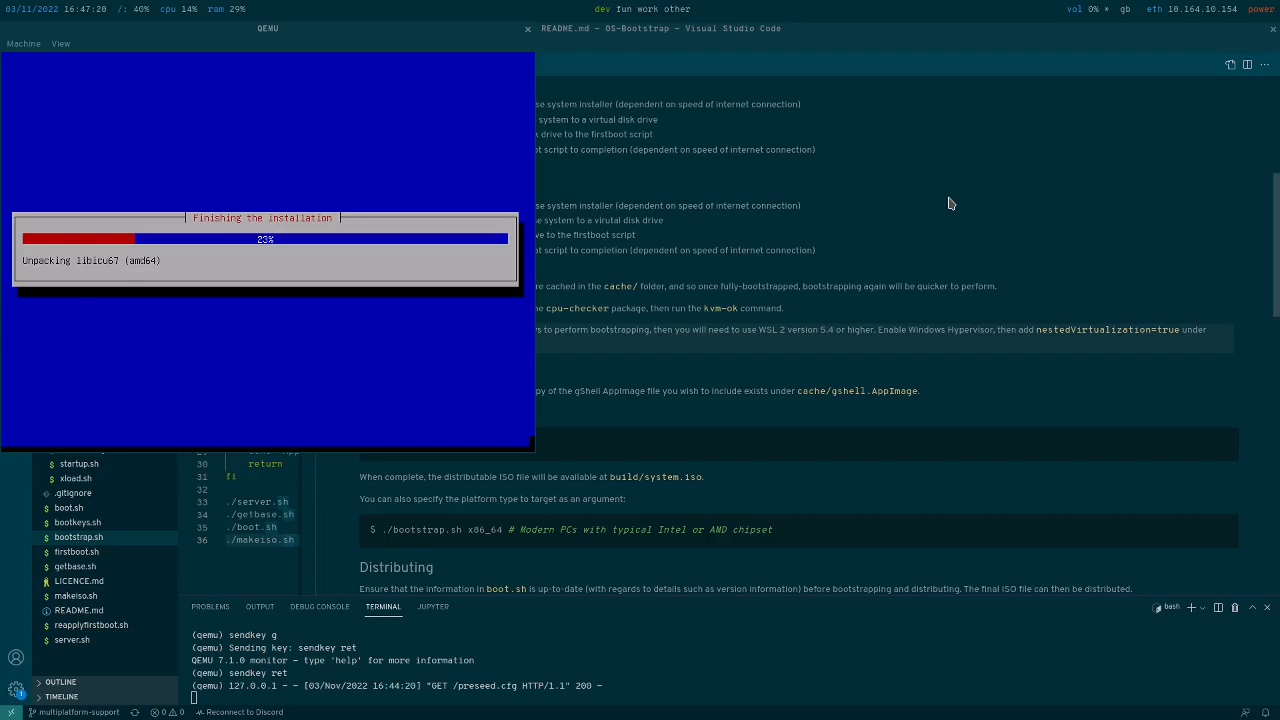 03/11/2022 16:47:20 /: 40% cpu 14% ram 29%
dev fun work other
vol 0% * gb eth 10.164.10.154 power
QEMU
README.md - OS-Bootstrap - Visual Studio Code
Machine View
se system installer (dependent on speed of internet connection)
system to a virtual disk drive
drive to the firstboot script
ot script to completion (dependent on speed of internet connection)
se system installer (dependent on speed of internet connection)
se system to a virutal disk drive
ve to the firstboot script
ot script to completion (dependent on speed of internet connection)
Finishing the installation
23%
Unpacking libicu67 (amd64)
re cached in the cache/ folder, and so once fully-bootstrapped, bootstrapping again will be quicker to perform.
he cpu-checker package, then run the kvm-ok command.
s to perform bootstrapping, then you will need to use WSL 2 version 5.4 or higher. Enable Windows Hypervisor, then add nestedVirtualization=true under
py of the gShell AppImage file you wish to include exists under cache/gshell.AppImage.
startup.sh
xload.sh
.gitignore
boot.sh
bootkeys.sh
bootstrap.sh
firstboot.sh
getbase.sh
LICENCE.md
makeiso.sh
README.md
reapplyfirstboot.sh
server.sh
OUTLINE
TIMELINE
30 return
31 fi
32
33 ./server.sh
34 ./getbase.sh
35 ./boot.sh
36 ./makeiso.sh
When complete, the distributable ISO file will be available at build/system.iso.
You can also specify the platform type to target as an argument:
$ ./bootstrap.sh x86_64 # Modern PCs with typical Intel or AMD chipset
Distributing
Ensure that the information in boot.sh is up-to-date (with regards to details such as version information) before bootstrapping and distributing. The final ISO file can then be distributed.
PROBLEMS OUTPUT DEBUG CONSOLE TERMINAL JUPYTER
bash
(qemu) sendkey g
(qemu) Sending key: sendkey ret
QEMU 7.1.0 monitor - type 'help' for more information
(qemu) sendkey ret
(qemu) 127.0.0.1 - - [03/Nov/2022 16:44:20] "GET /preseed.cfg HTTP/1.1" 200 -
multiplatform-support 0 0 Reconnect to Discord